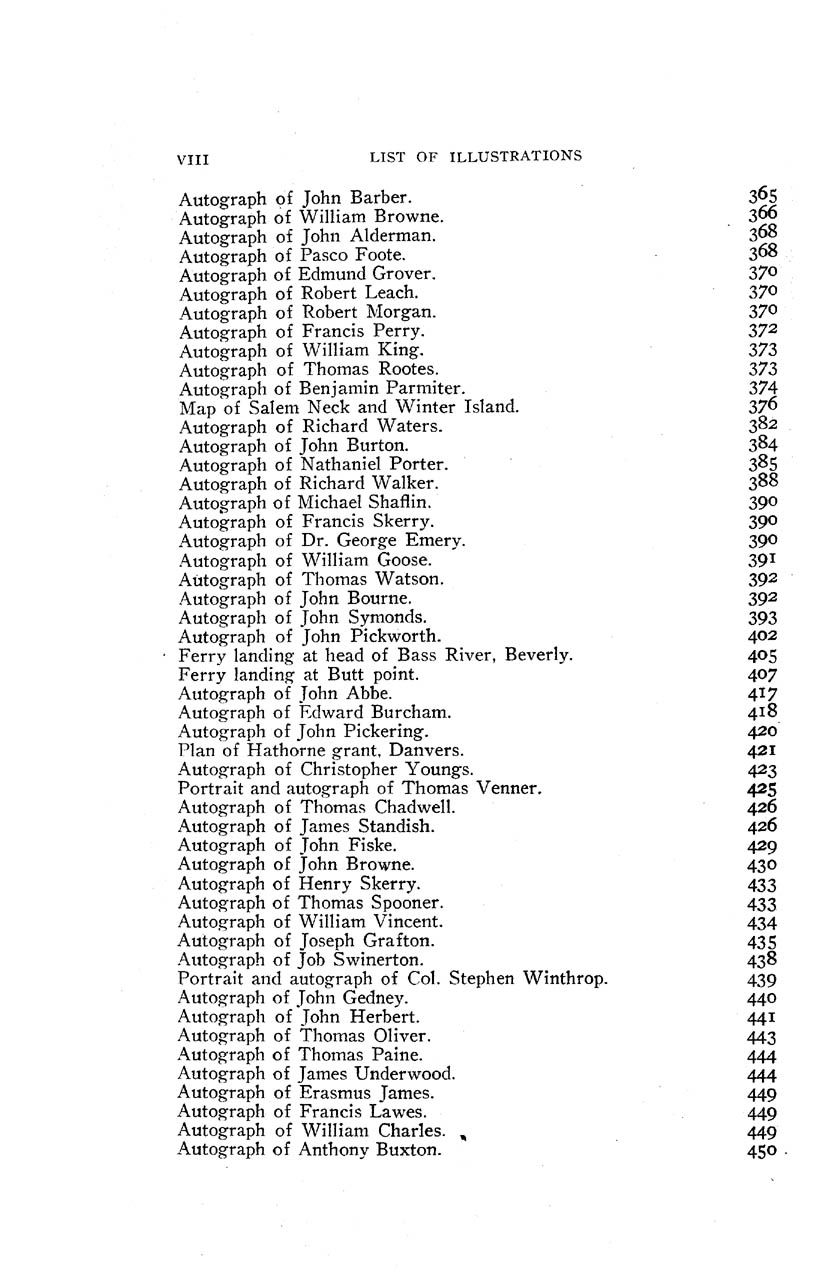 VIII LIST OF ILLUSTRATIONS
Autograph of John Barber. 365
Autograph of William Browne. 366
Autograph of John Alderman. 368
Autograph of Pasco Foote. 368
Autograph of Edmund Grover. 370
Autograph of Robert Leach. 370
Autograph of Robert Morgan. 370
Autograph of Francis Perry. 372
Autograph of William King. 373
Autograph of Thomas Rootes. 373
Autograph of Benjamin Parmiter. 374
Map of Salem Neck and Winter Island. 376
Autograph of Richard Waters. 382
Autograph of John Burton. 384
Autograph of Nathaniel Porter. 385
Autograph of Richard Walker. 388
Autograph of Michael Shaflin. 390
Autograph of Francis Skerry. 390
Autograph of Dr. George Emery. 390
Autograph of William Goose. 391
Autograph of Thomas Watson. 392
Autograph of John Bourne. 392
Autograph of John Symonds. 393
Autograph of John Pickworth. 402
Ferry landing at head of Bass River, Beverly. 405
Ferry landing at Butt point. 407
Autograph of John Abbe. 417
Autograph of Edward Burcham. 418
Autograph of John Pickering. 420
Plan of Hathorne grant, Danvers. 421
Autograph of Christopher Youngs. 423
Portrait and autograph of Thomas Venner. 425
Autograph of Thomas Chadwell. 426
Autograph of James Standish. 426
Autograph of John Fiske. 429
Autograph of John Browne. 430
Autograph of Henry Skerry. 433
Autograph of Thomas Spooner. 433
Autograph of William Vincent. 434
Autograph of Joseph Grafton. 435
Autograph of Job Swinerton. 438
Portrait and autograph of Col. Stephen Winthrop. 439
Autograph of John Gedney. 440
Autograph of John Herbert. 441
Autograph of Thomas Oliver. 443
Autograph of Thomas Paine. 444
Autograph of James Underwood. 444
Autograph of Erasmus James. 449
Autograph of Francis Lawes. 449
Autograph of William Charles. 449
Autograph of Anthony Buxton. 450